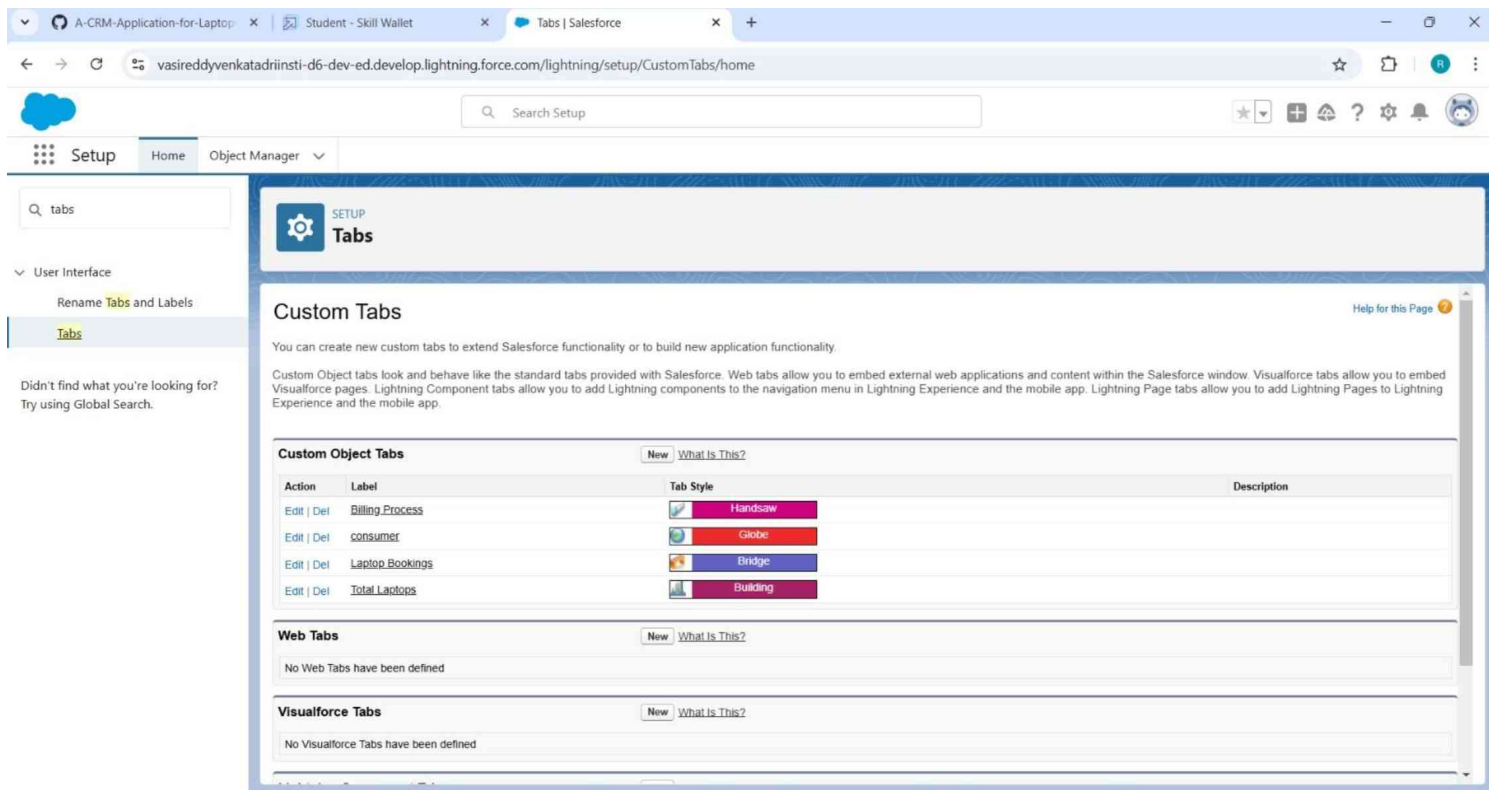 A-CRM-Application-for-Laptop
Student - Skill Wallet
Tabs | Salesforce
vasireddyvenkatadriinsti-d6-dev-ed.develop.lightning.force.com/lightning/setup/CustomTabs/home
R
Search Setup
Setup
Home
Object Manager
tabs
User Interface
Rename Tabs and Labels
Tabs
Didn't find what you're looking for?
Try using Global Search.
SETUP
Tabs
Custom Tabs
Help for this Page
You can create new custom tabs to extend Salesforce functionality or to build new application functionality.
Custom Object tabs look and behave like the standard tabs provided with Salesforce. Web tabs allow you to embed external web applications and content within the Salesforce window. Visualforce tabs allow you to embed
Visualforce pages. Lightning Component tabs allow you to add Lightning components to the navigation menu in Lightning Experience and the mobile app. Lightning Page tabs allow you to add Lightning Pages to Lightning
Experience and the mobile app.
Custom Object Tabs New What Is This?
Action Label Tab Style Description
Edit | Del Billing Process Handsaw
Edit | Del consumer Globe
Edit | Del Laptop Bookings Bridge
Edit | Del Total Laptops Building
Web Tabs New What Is This?
No Web Tabs have been defined
Visualforce Tabs New What Is This?
No Visualforce Tabs have been defined